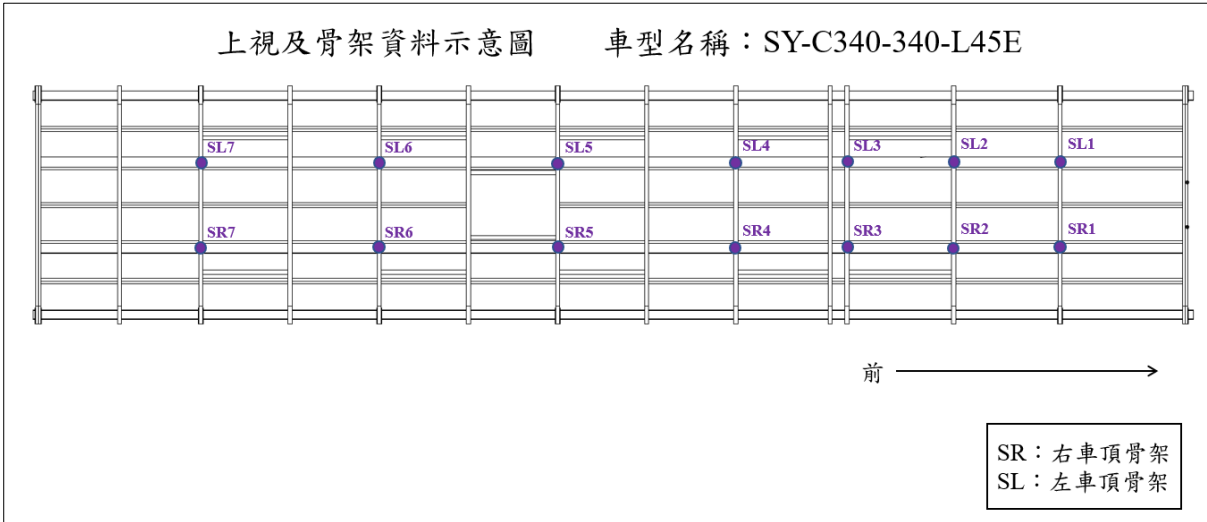 上視及骨架資料示意圖 車型名稱：SY-C340-340-L45E
SL7 SL6 SL5 SL4 SL3 SL2 SL1
SR7 SR6 SR5 SR4 SR3 SR2 SR1
前
SR：右車頂骨架
SL：左車頂骨架